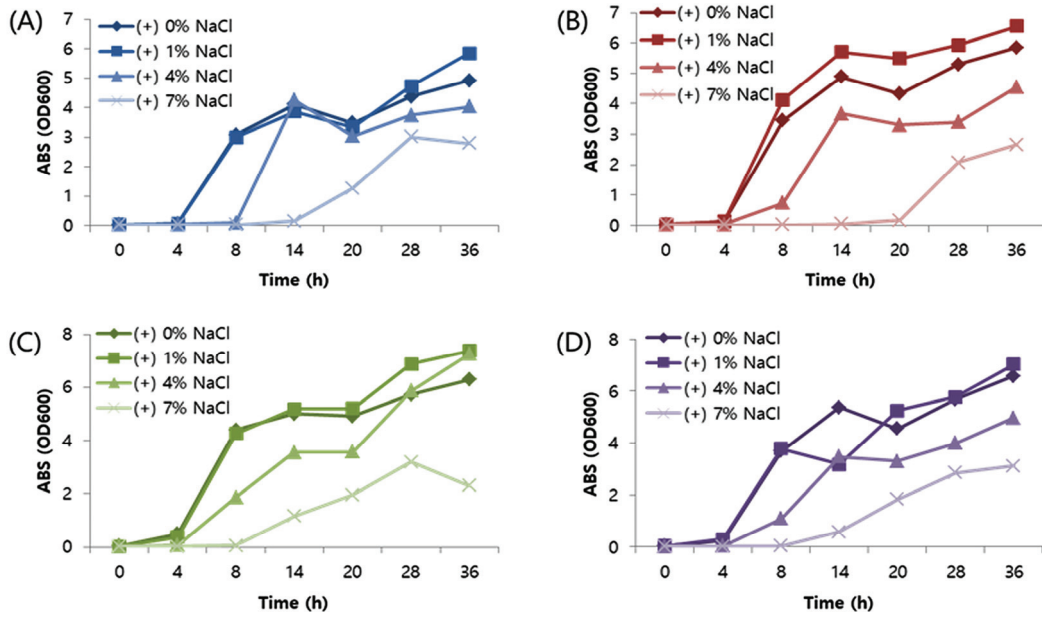 (A)
7
6
5
4
3
2
1
0
ABS (OD600)
(+) 0% NaCl
(+) 1% NaCl
(+) 4% NaCl
(+) 7% NaCl
0 4 8 14 20 28 36
Time (h)
(B)
7
6
5
4
3
2
1
0
ABS (OD600)
(+) 0% NaCl
(+) 1% NaCl
(+) 4% NaCl
(+) 7% NaCl
0 4 8 14 20 28 36
Time (h)
(C)
8
6
4
2
0
ABS (OD600)
(+) 0% NaCl
(+) 1% NaCl
(+) 4% NaCl
(+) 7% NaCl
0 4 8 14 20 28 36
Time (h)
(D)
8
6
4
2
0
ABS (OD600)
(+) 0% NaCl
(+) 1% NaCl
(+) 4% NaCl
(+) 7% NaCl
0 4 8 14 20 28 36
Time (h)